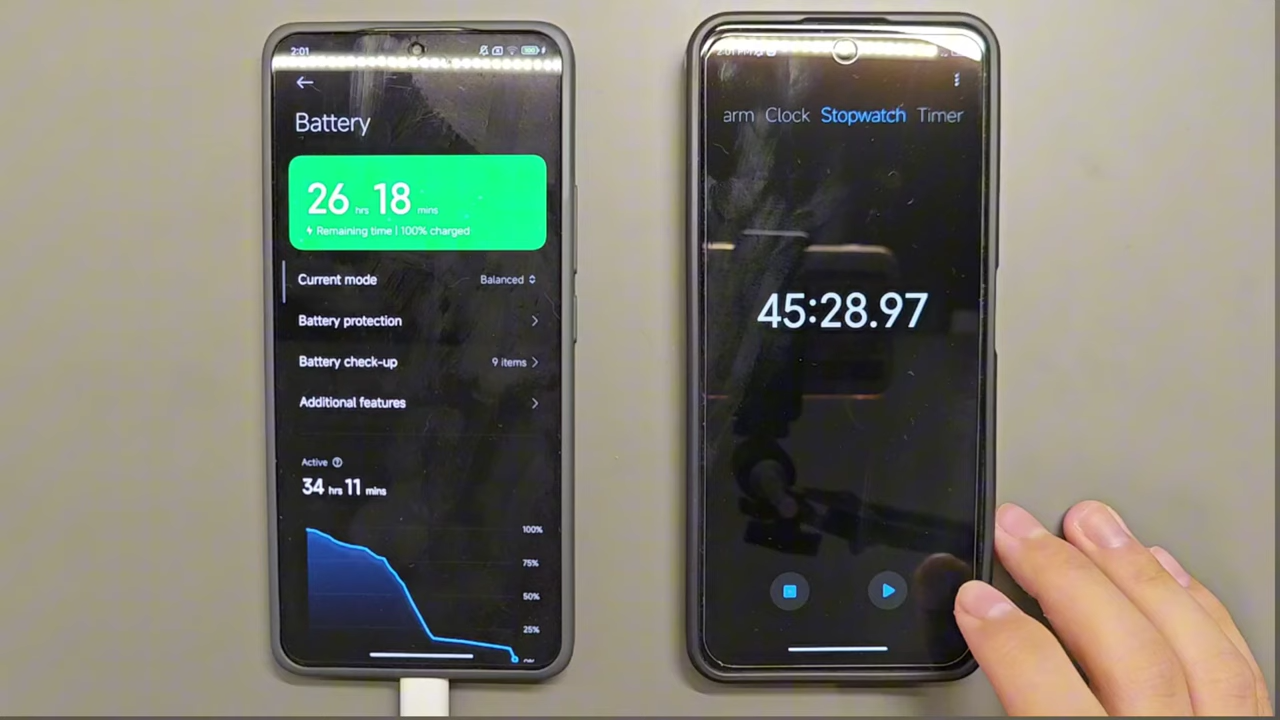 2:01
100
Battery
26 hrs 18 mins
Remaining time | 100% charged
Current mode Balanced
Battery protection
Battery check-up 9 items
Additional features
Active ?
34 hrs 11 mins
100%
75%
50%
25%
arm Clock Stopwatch Timer
45:28.97